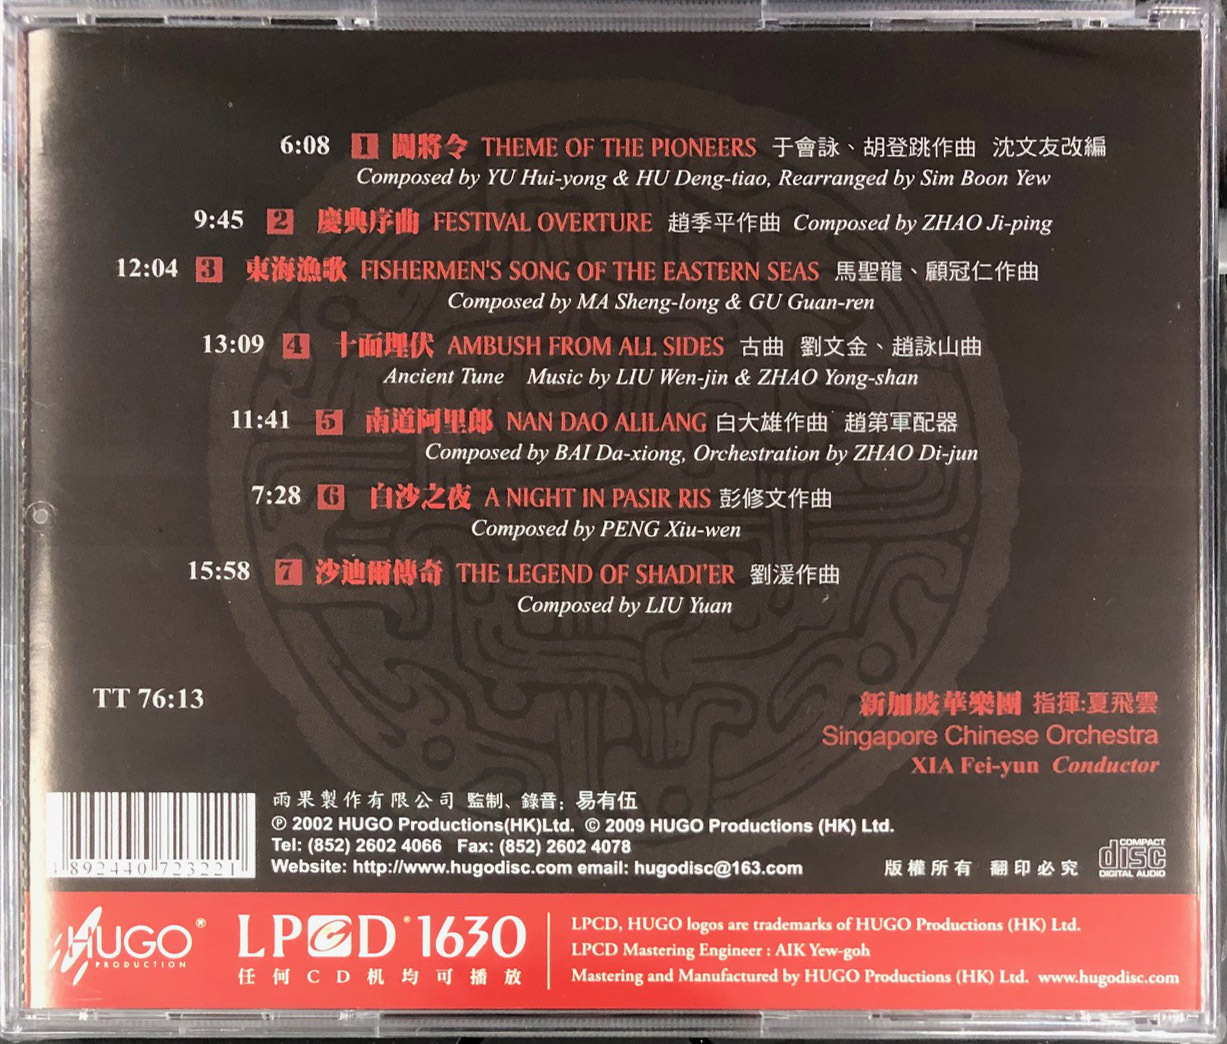 6:08 1 闖將令 THEME OF THE PIONEERS 于會詠、胡登跳作曲 沈文友改編
Composed by YU Hui-yong & HU Deng-tiao, Rearranged by Sim Boon Yew
9:45 2 慶典序曲 FESTIVAL OVERTURE 趙季平作曲 Composed by ZHAO Ji-ping
12:04 3 東海漁歌 FISHERMEN'S SONG OF THE EASTERN SEAS 馬聖龍、顧冠仁作曲
Composed by MA Sheng-long & GU Guan-ren
13:09 4 十面埋伏 AMBUSH FROM ALL SIDES 古曲 劉文金、趙詠山曲
Ancient Tune Music by LIU Wen-jin & ZHAO Yong-shan
11:41 5 南道阿里郎 NAN DAO ALILANG 白大雄作曲 趙第軍配器
Composed by BAI Da-xiong, Orchestration by ZHAO Di-jun
7:28 6 白沙之夜 A NIGHT IN PASIR RIS 彭修文作曲
Composed by PENG Xiu-wen
15:58 7 沙迪爾傳奇 THE LEGEND OF SHADI'ER 劉湲作曲
Composed by LIU Yuan
TT 76:13
新加坡華樂團 指揮:夏飛雲
Singapore Chinese Orchestra
XIA Fei-yun Conductor
雨果製作有限公司 監制、錄音：易有伍
℗ 2002 HUGO Productions(HK)Ltd. © 2009 HUGO Productions (HK) Ltd.
Tel: (852) 2602 4066 Fax: (852) 2602 4078
Website: http://www.hugodisc.com email: hugodisc@163.com
版權所有 翻印必究
COMPACT
disc
DIGITAL AUDIO
4 892440 723221
HUGO®
PRODUCTION
LPCD® 1630
任何CD机均可播放
LPCD, HUGO logos are trademarks of HUGO Productions (HK) Ltd.
LPCD Mastering Engineer : AIK Yew-goh
Mastering and Manufactured by HUGO Productions (HK) Ltd. www.hugodisc.com